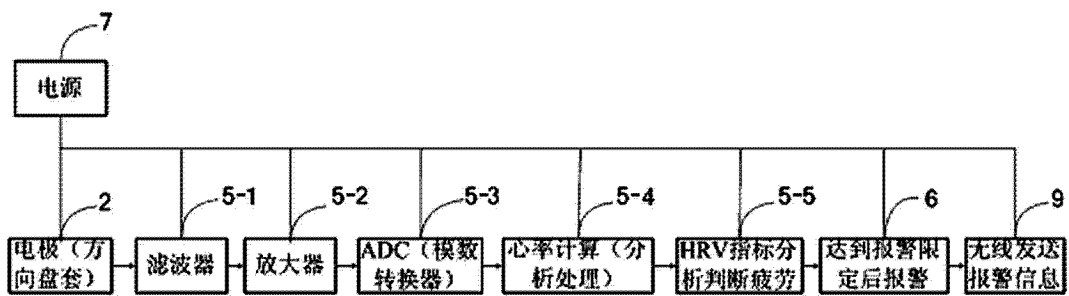 7
电源
2
5-1
5-2
5-3
5-4
5-5
6
9
电极（方
向盘套）
滤波器
放大器
ADC（模数
转换器）
心率计算（分
析处理）
HRV指标分
析判断疲劳
达到报警限
定后报警
无线发送
报警信息